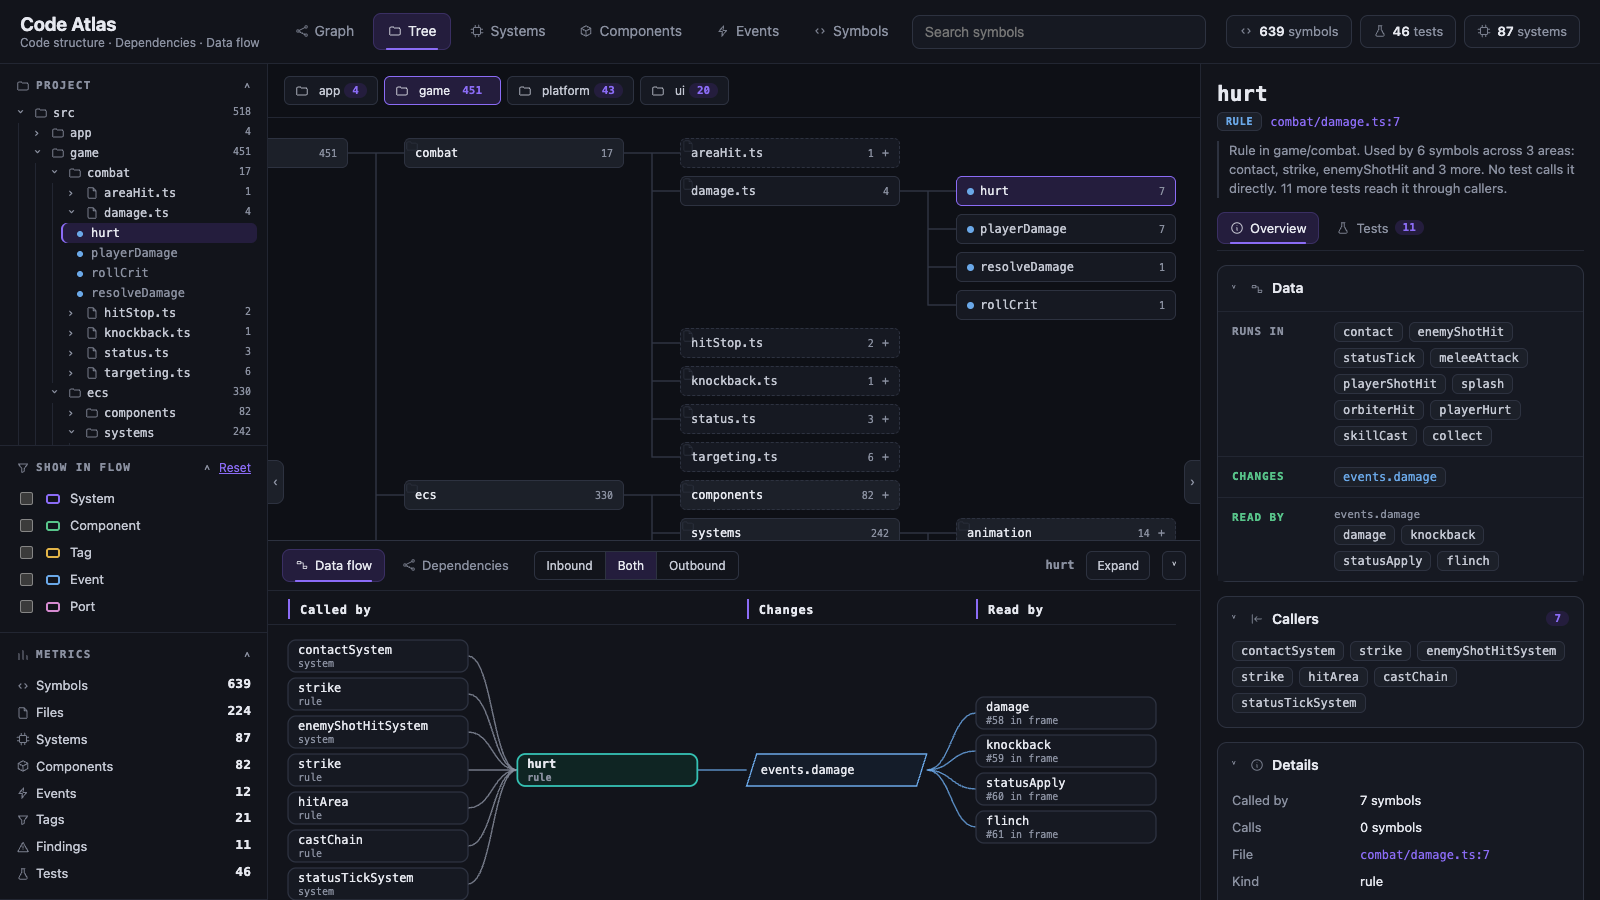 Code Atlas
Code structure · Dependencies · Data flow
Graph
Tree
Systems
Components
Events
Symbols
Search symbols
639 symbols
46 tests
87 systems
PROJECT
src 518
app 4
game 451
combat 17
areaHit.ts 1
damage.ts 4
hurt
playerDamage
rollCrit
resolveDamage
hitStop.ts 2
knockback.ts 1
status.ts 3
targeting.ts 6
ecs 330
components 82
systems 242
SHOW IN FLOW
Reset
System
Component
Tag
Event
Port
METRICS
Symbols 639
Files 224
Systems 87
Components 82
Events 12
Tags 21
Findings 11
Tests 46
app 4
game 451
platform 43
ui 20
451
combat 17
areaHit.ts 1 +
damage.ts 4
hurt 7
playerDamage 7
resolveDamage 1
rollCrit 1
hitStop.ts 2 +
knockback.ts 1 +
status.ts 3 +
targeting.ts 6 +
ecs 330
components 82 +
systems 242
animation 14 +
Data flow
Dependencies
Inbound
Both
Outbound
hurt
Expand
Called by
Changes
Read by
contactSystem
system
strike
rule
enemyShotHitSystem
system
strike
rule
hitArea
rule
castChain
rule
statusTickSystem
system
hurt
rule
events.damage
damage
#58 in frame
knockback
#59 in frame
statusApply
#60 in frame
flinch
#61 in frame
hurt
RULE combat/damage.ts:7
Rule in game/combat. Used by 6 symbols across 3 areas:
contact, strike, enemyShotHit and 3 more. No test calls it
directly. 11 more tests reach it through callers.
Overview
Tests 11
Data
RUNS IN
contact enemyShotHit
statusTick meleeAttack
playerShotHit splash
orbiterHit playerHurt
skillCast collect
CHANGES
events.damage
READ BY
events.damage
damage knockback
statusApply flinch
Callers 7
contactSystem strike enemyShotHitSystem
strike hitArea castChain
statusTickSystem
Details
Called by 7 symbols
Calls 0 symbols
File combat/damage.ts:7
Kind rule